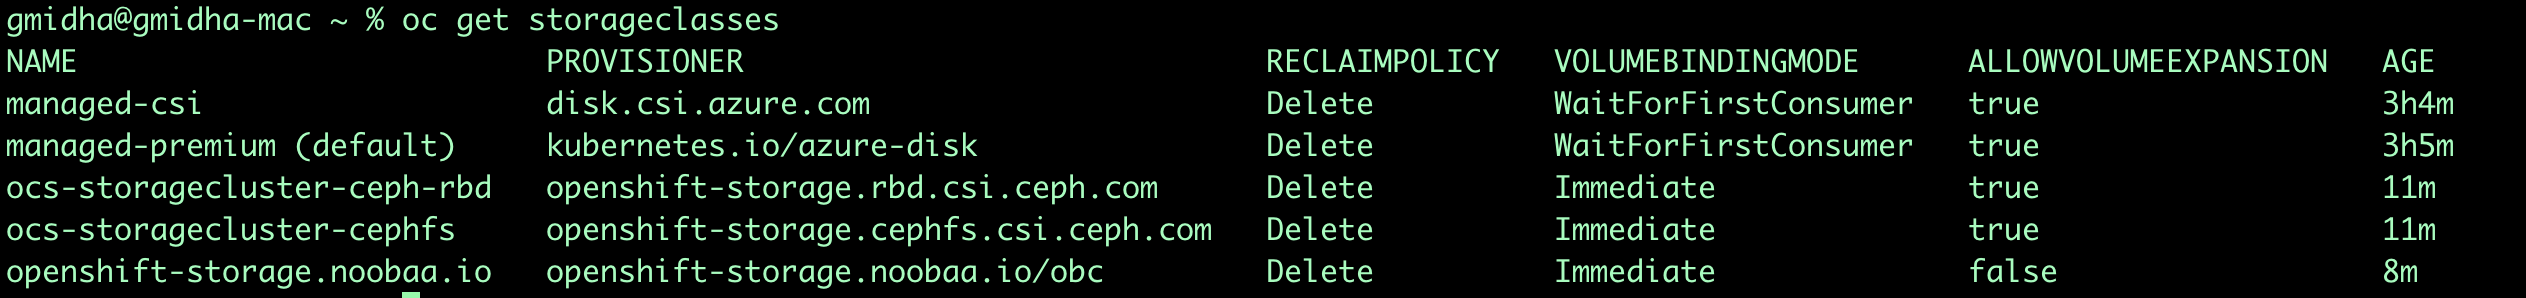 gmidha@gmidha-mac ~ % oc get storageclasses
NAME PROVISIONER RECLAIMPOLICY VOLUMEBINDINGMODE ALLOWVOLUMEEXPANSION AGE
managed-csi disk.csi.azure.com Delete WaitForFirstConsumer true 3h4m
managed-premium (default) kubernetes.io/azure-disk Delete WaitForFirstConsumer true 3h5m
ocs-storagecluster-ceph-rbd openshift-storage.rbd.csi.ceph.com Delete Immediate true 11m
ocs-storagecluster-cephfs openshift-storage.cephfs.csi.ceph.com Delete Immediate true 11m
openshift-storage.noobaa.io openshift-storage.noobaa.io/obc Delete Immediate false 8m